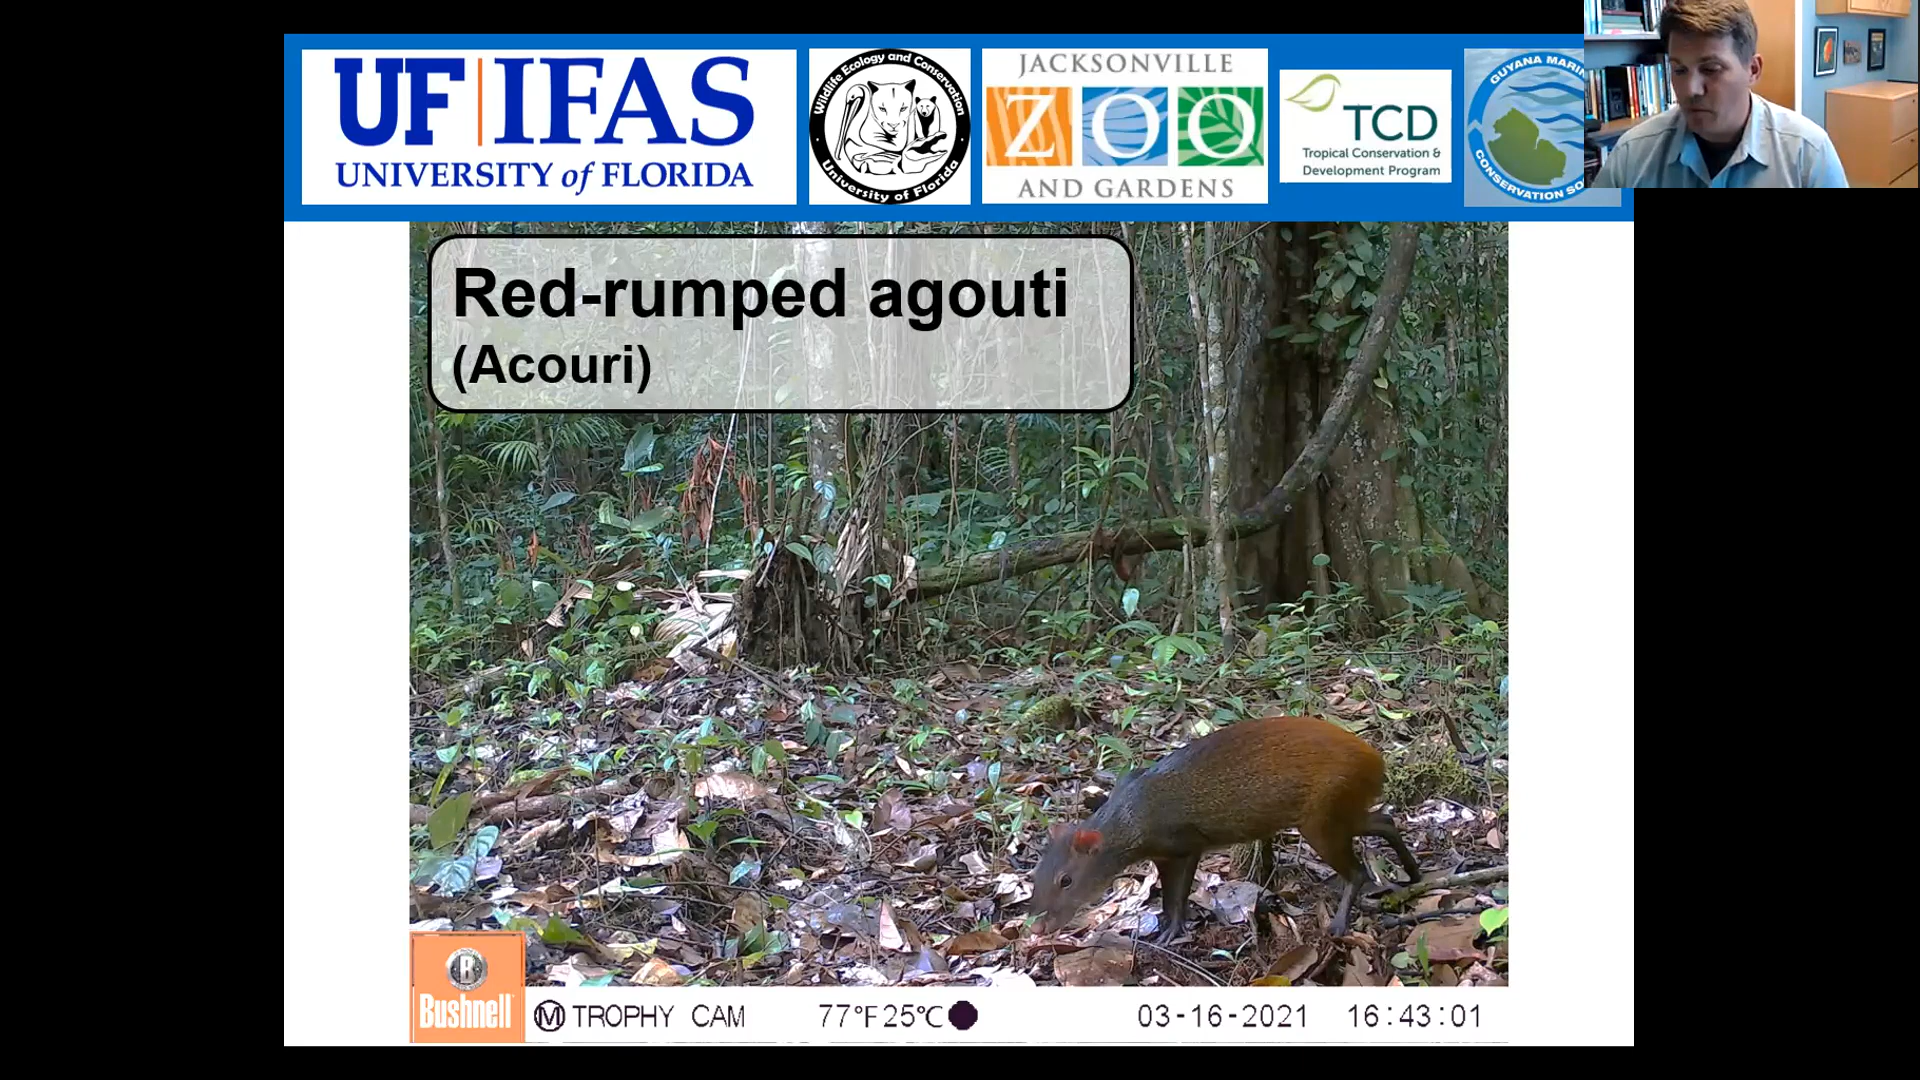 UF|IFAS
UNIVERSITY of FLORIDA
Wildlife Ecology and Conservation
University of Florida
JACKSONVILLE
ZOO
AND GARDENS
TCD
Tropical Conservation &
Development Program
GUYANA MARIN
CONSERVATION SO
Red-rumped agouti
(Acouri)
B
Bushnell
M TROPHY CAM 77°F25°C 03-16-2021 16:43:01